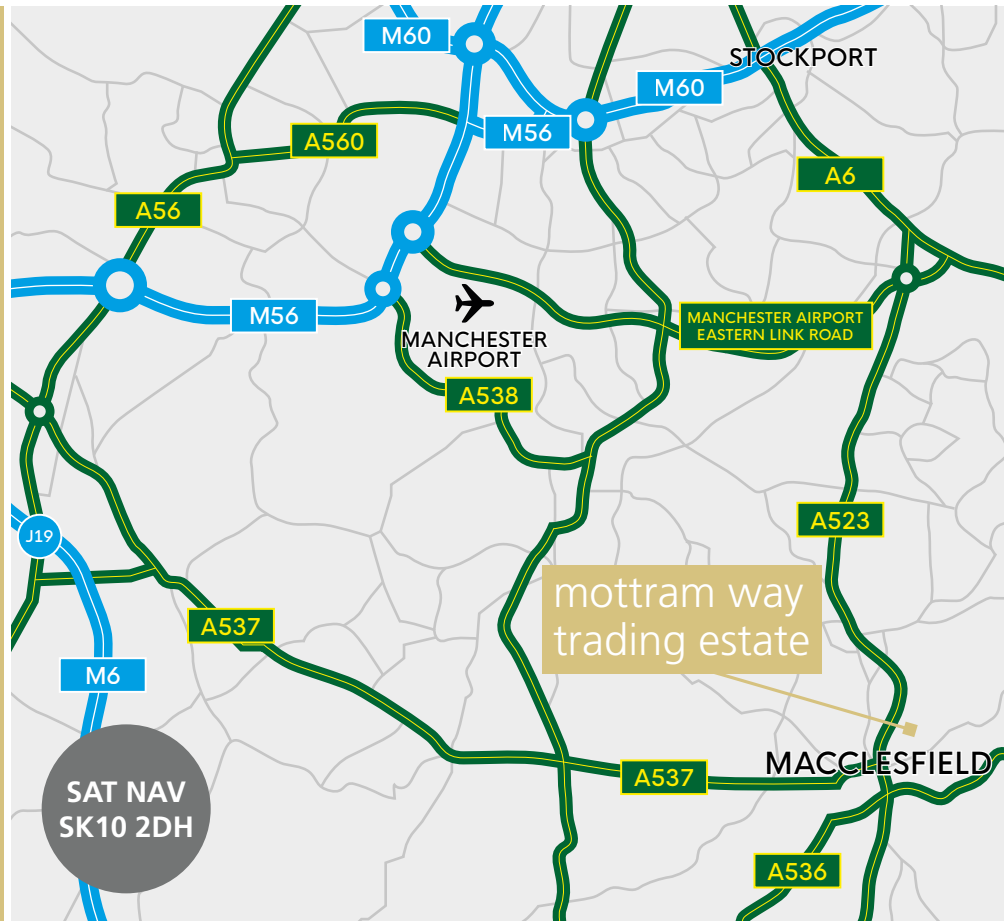 M60
STOCKPORT
M60
M56
A560
A6
A56
M56
MANCHESTER
AIRPORT
MANCHESTER AIRPORT
EASTERN LINK ROAD
A538
A523
J19
mottram way
trading estate
A537
M6
MACCLESFIELD
A537
SAT NAV
SK10 2DH
A536